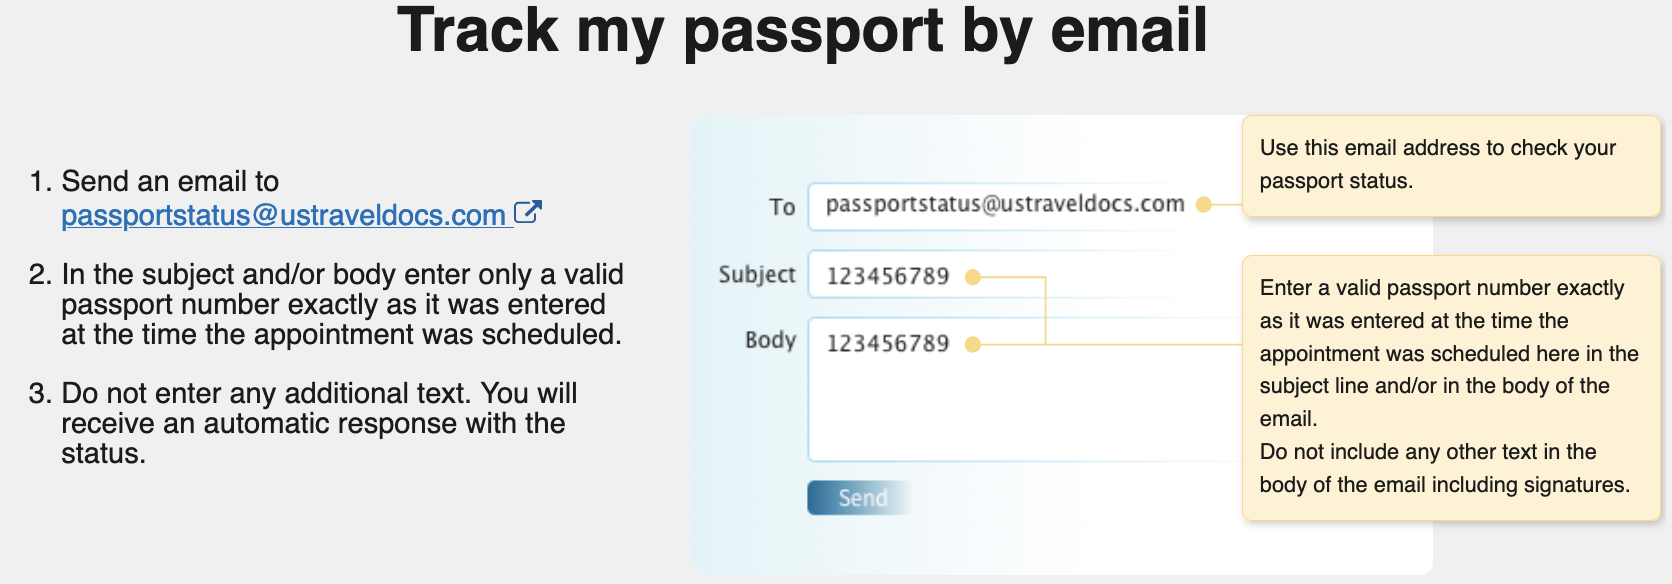 Track my passport by email
1. Send an email to
passportstatus@ustraveldocs.com
2. In the subject and/or body enter only a valid
passport number exactly as it was entered
at the time the appointment was scheduled.
3. Do not enter any additional text. You will
receive an automatic response with the
status.
To
passportstatus@ustraveldocs.com
Subject
123456789
Body
123456789
Send
Use this email address to check your
passport status.
Enter a valid passport number exactly
as it was entered at the time the
appointment was scheduled here in the
subject line and/or in the body of the
email.
Do not include any other text in the
body of the email including signatures.